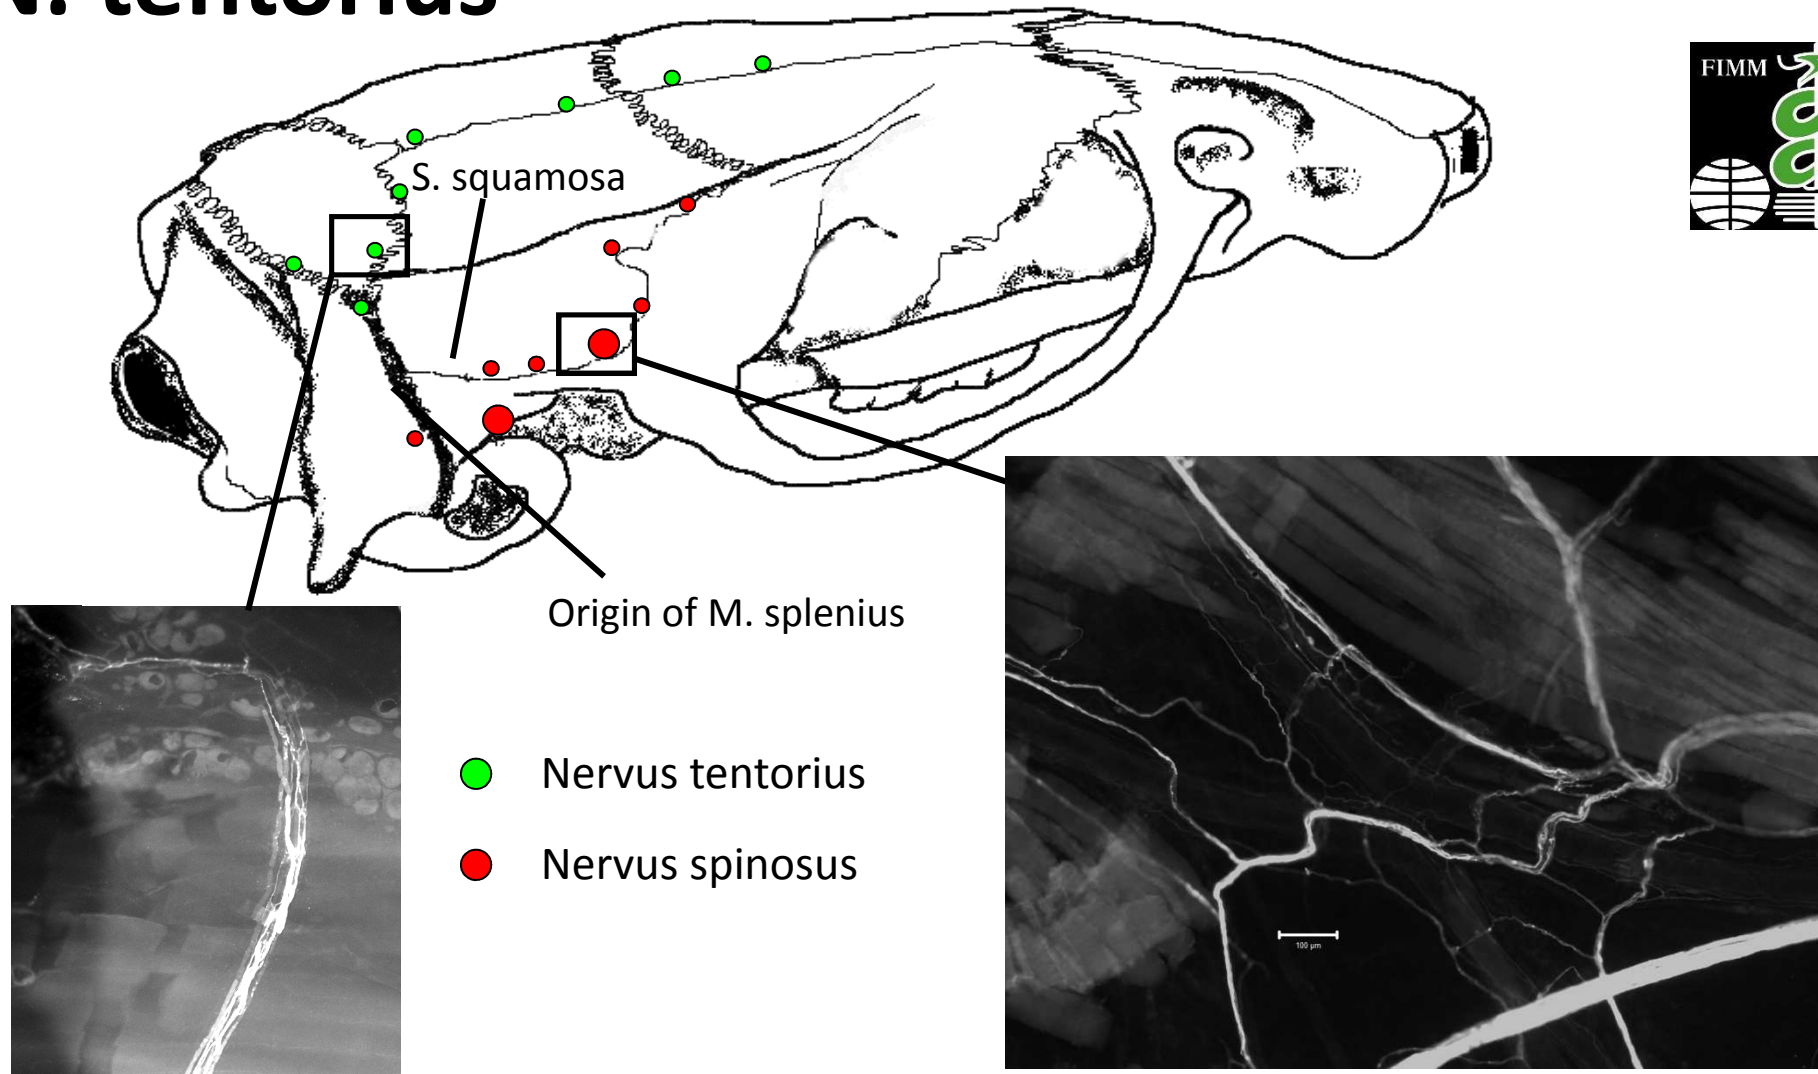 N. tentorius
FIMM
S. squamosa
Origin of M. splenius
Nervus tentorius
Nervus spinosus
100 µm